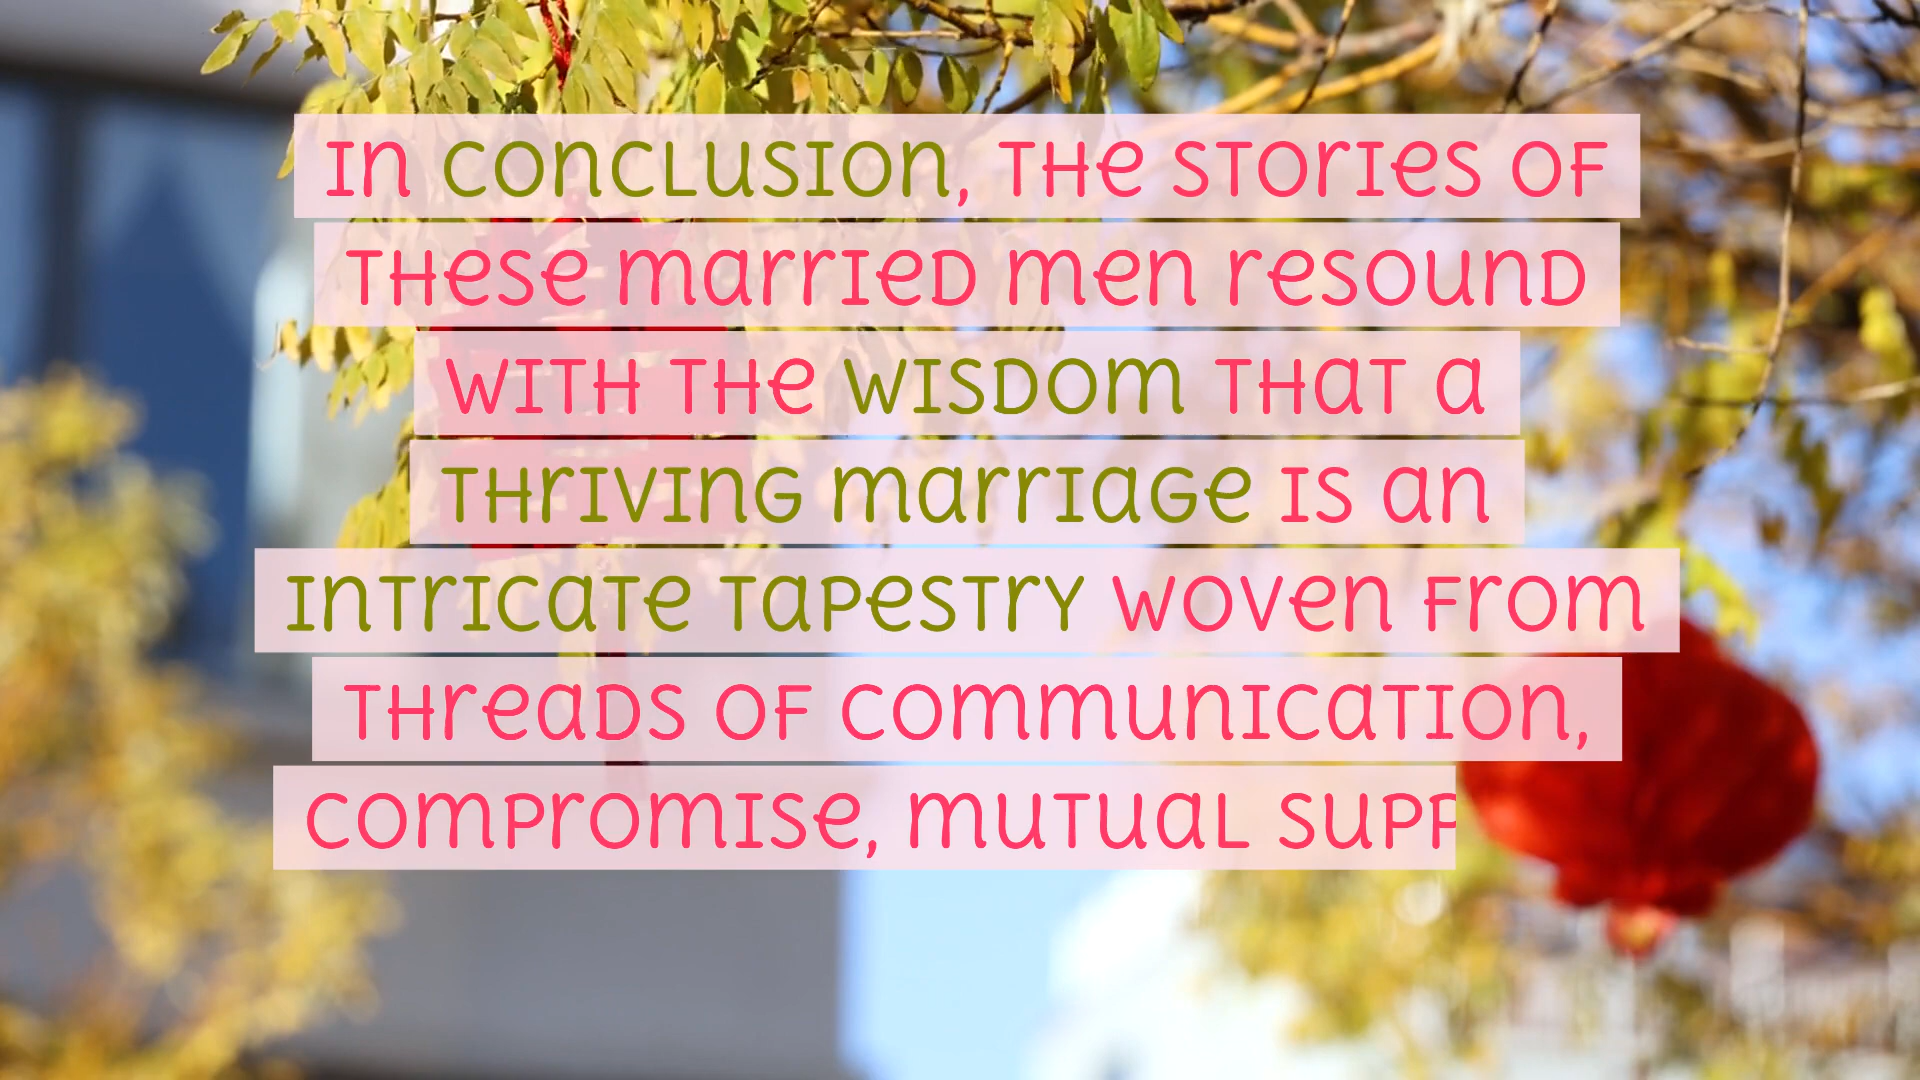 In conclusion, the stories of
these married men resound
with the wisdom that a
thriving marriage is an
intricate tapestry woven from
threads of communication,
compromise, mutual